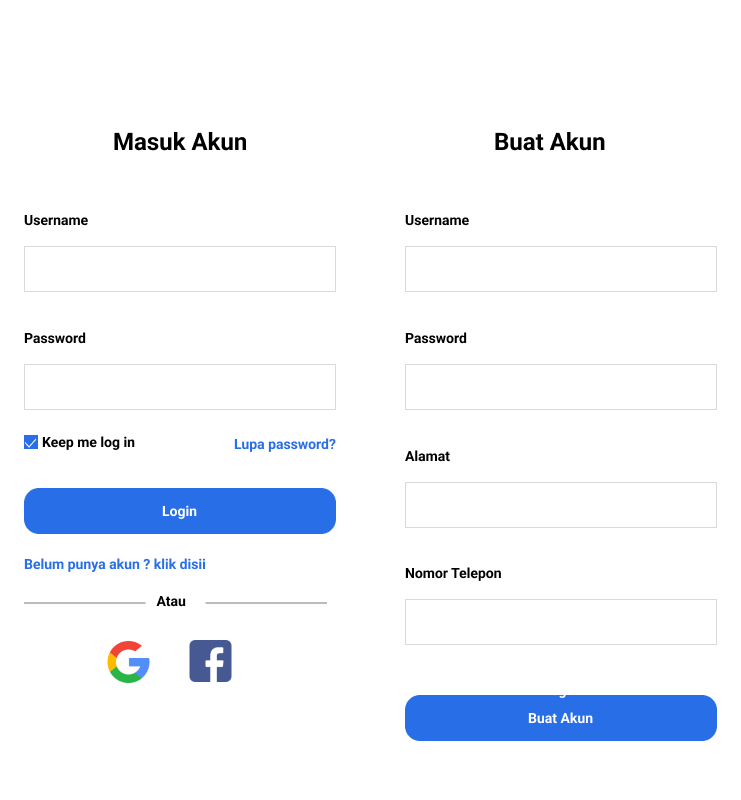 Masuk Akun
Username
Password
Keep me log in
Lupa password?
Login
Belum punya akun ? klik disii
Atau
Buat Akun
Username
Password
Alamat
Nomor Telepon
Buat Akun